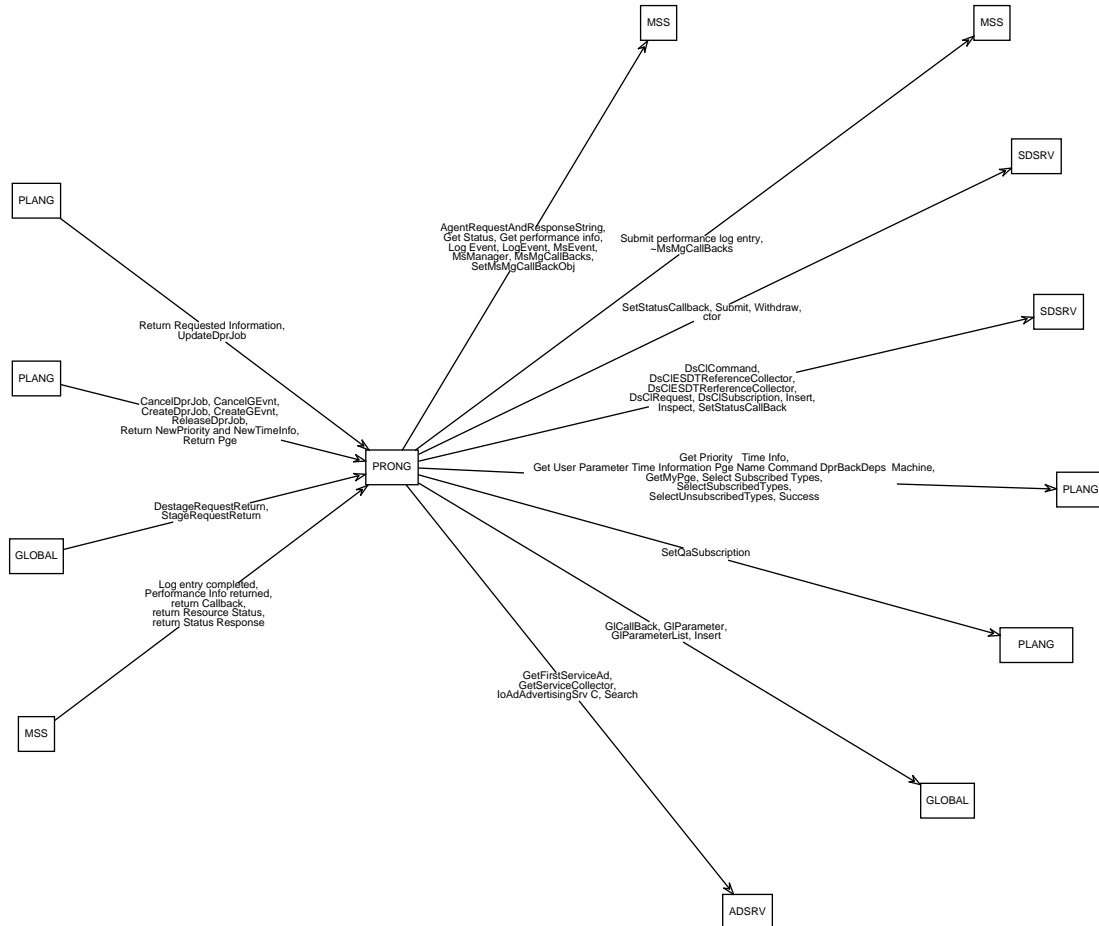 MSS
MSS
SDSRV
PLANG
AgentRequestAndResponseString,
Get Status, Get performance info,
Log Event, LogEvent, MsEvent,
MsManager, MsMgCallBacks,
SetMsMgCallBackObj
Submit performance log entry,
~MsMgCallBacks
SetStatusCallback, Submit, Withdraw,
ctor
SDSRV
Return Requested Information,
UpdateDprJob
PLANG
DsClCommand,
DsClESDTReferenceCollector,
DsClESDTRerferenceCollector,
DsClRequest, DsClSubscription, Insert,
Inspect, SetStatusCallBack
CancelDprJob, CancelGEvnt,
CreateDprJob, CreateGEvnt,
ReleaseDprJob,
Return NewPriority and NewTimeInfo,
Return Pge
PRONG
Get Priority   Time Info,
Get User Parameter Time Information Pge Name Command DprBackDeps  Machine,
GetMyPge, Select Subscribed Types,
SelectSubscribedTypes,
SelectUnsubscribedTypes, Success
PLANG
DestageRequestReturn,
StageRequestReturn
GLOBAL
SetQaSubscription
Log entry completed,
Performance Info returned,
return Callback,
return Resource Status,
return Status Response
GlCallBack, GlParameter,
GlParameterList, Insert
PLANG
GetFirstServiceAd,
GetServiceCollector,
IoAdAdvertisingSrv C, Search
MSS
GLOBAL
ADSRV